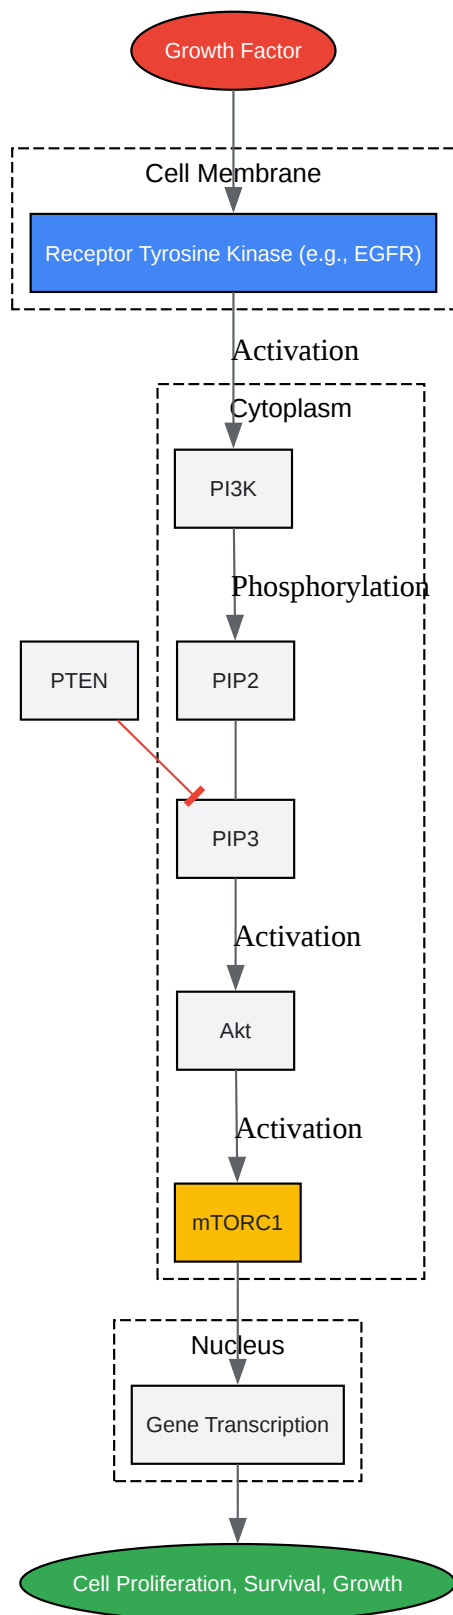 Growth Factor
Cell Membrane
Receptor Tyrosine Kinase (e.g., EGFR)
Activation
Cytoplasm
PI3K
Phosphorylation
PTEN
PIP2
PIP3
Activation
Akt
Activation
mTORC1
Nucleus
Gene Transcription
Cell Proliferation, Survival, Growth